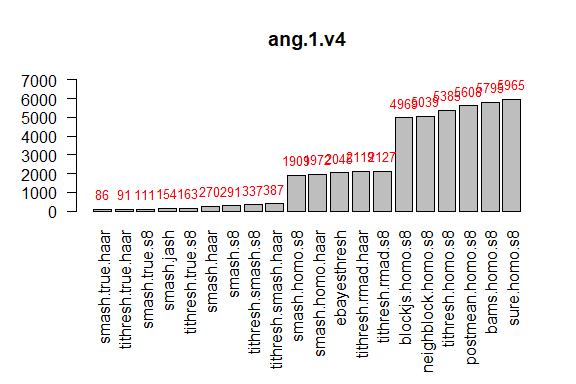 ang.1.v4
7000
6000
5000
4000
3000
2000
1000
0
86 91 111 154 163 270 291 337 387 1909 1972 2046 2119 2127 4965 5039 5385 5608 5795 5965
smash.true.haar
tithresh.true.haar
smash.true.s8
smash.jash
tithresh.true.s8
smash.haar
smash.s8
tithresh.smash.s8
tithresh.smash.haar
smash.homo.s8
smash.homo.haar
ebayesthresh
tithresh.rmad.haar
tithresh.rmad.s8
blockjs.homo.s8
neighblock.homo.s8
tithresh.homo.s8
postmean.homo.s8
bams.homo.s8
sure.homo.s8